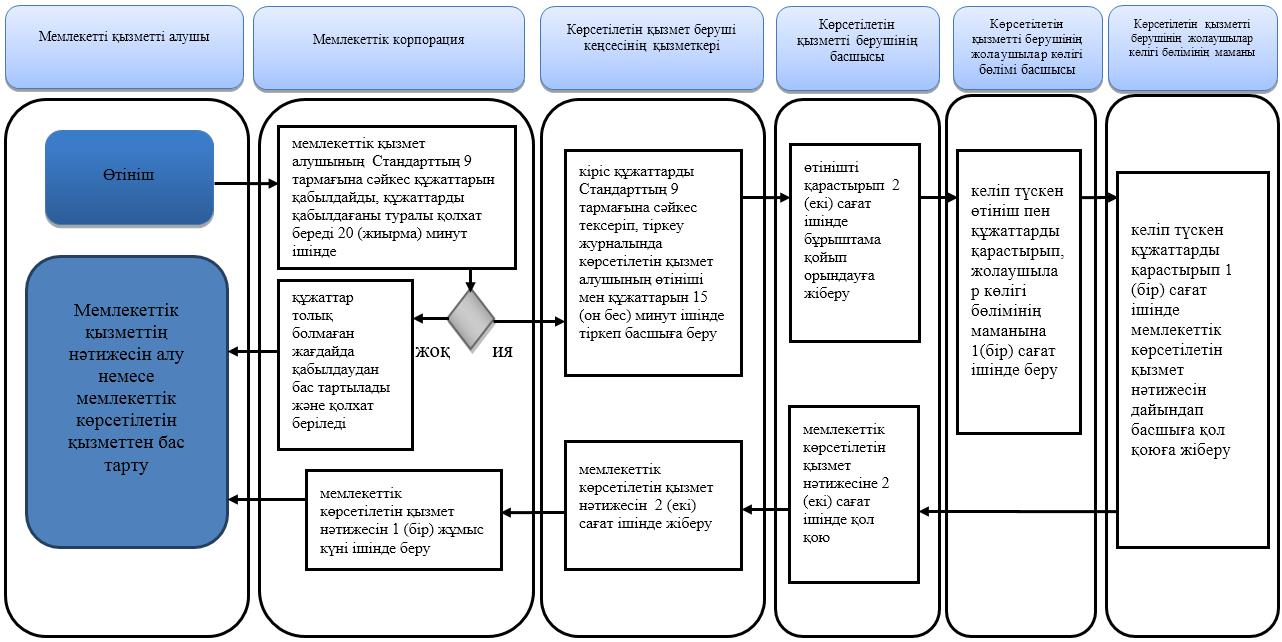 Мемлекетті қызметті алушы
Мемлекеттік корпорация
Көрсетілетін қызмет беруші
кеңсесінің қызметкері
Көрсетілетін
қызметті берушінің
басшысы
Көрсетілетін
қызметті берушінің
жолаушылар көлігі
бөлімі басшысы
Көрсетілетін қызметті
берушінің жолаушылар
көлігі бөлімінің маманы
Өтініш
мемлекеттік қызмет
алушының Стандарттың 9
тармағына сәйкес құжаттарын
қабылдайды, құжаттарды
қабылдағаны туралы қолхат
береді 20 (жиырма) минут
ішінде
кіріс құжаттарды
Стандарттың 9
тармағына сәйкес
тексеріп, тіркеу
журналында
көрсетілетін қызмет
алушының өтініші
мен құжаттарын 15
(он бес) минут ішінде
тіркеп басшыға беру
өтінішті
қарастырып 2
(екі) сағат
ішінде
бұрыштама
қойып
орындауға
жіберу
келіп түскен
өтініш пен
құжаттарды
қарастырып,
жолаушыла
р көлігі
бөлімінің
маманына
1(бір) сағат
ішінде беру
келіп түскен
құжаттарды
қарастырып 1
(бір) сағат
ішінде
мемлекеттік
көрсетілетін
қызмет
нәтижесін
дайындап
басшыға қол
қоюға жіберу
құжаттар
толық
болмаған
жағдайда
қабылдаудан
бас тартылады
және қолхат
беріледі
жоқ
ия
Мемлекеттік
қызметтің
нәтижесін алу
немесе
мемлекеттік
көрсетілетін
қызметтен бас
тарту
мемлекеттік
көрсетілетін қызмет
нәтижесін 1 (бір) жұмыс
күні ішінде беру
мемлекеттік
көрсетілетін қызмет
нәтижесін 2 (екі)
сағат ішінде жіберу
мемлекеттік
көрсетілетін
қызмет
нәтижесіне 2
(екі) сағат
ішінде қол
қою